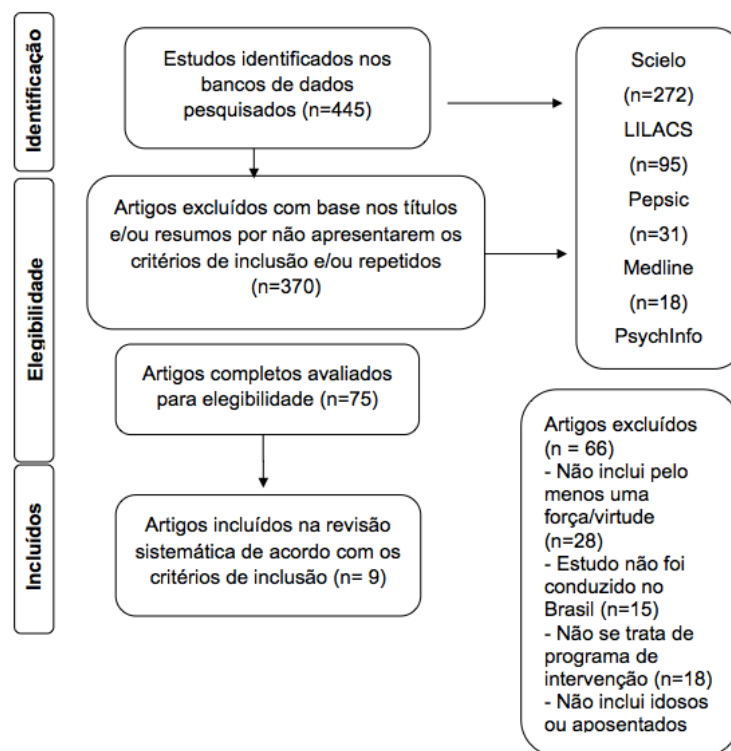 Identificação
Estudos identificados nos
bancos de dados
pesquisados (n=445)
Scielo
(n=272)
LILACS
(n=95)
Pepsic
(n=31)
Medline
(n=18)
PsychInfo
Elegibilidade
Artigos excluídos com base nos títulos
e/ou resumos por não apresentarem os
critérios de inclusão e/ou repetidos
(n=370)
Artigos completos avaliados
para elegibilidade (n=75)
Artigos excluídos
(n = 66)
- Não inclui pelo
menos uma
força/virtude
(n=28)
- Estudo não foi
conduzido no
Brasil (n=15)
- Não se trata de
programa de
intervenção (n=18)
- Não inclui idosos
ou aposentados
Incluídos
Artigos incluídos na revisão
sistemática de acordo com os
critérios de inclusão (n= 9)